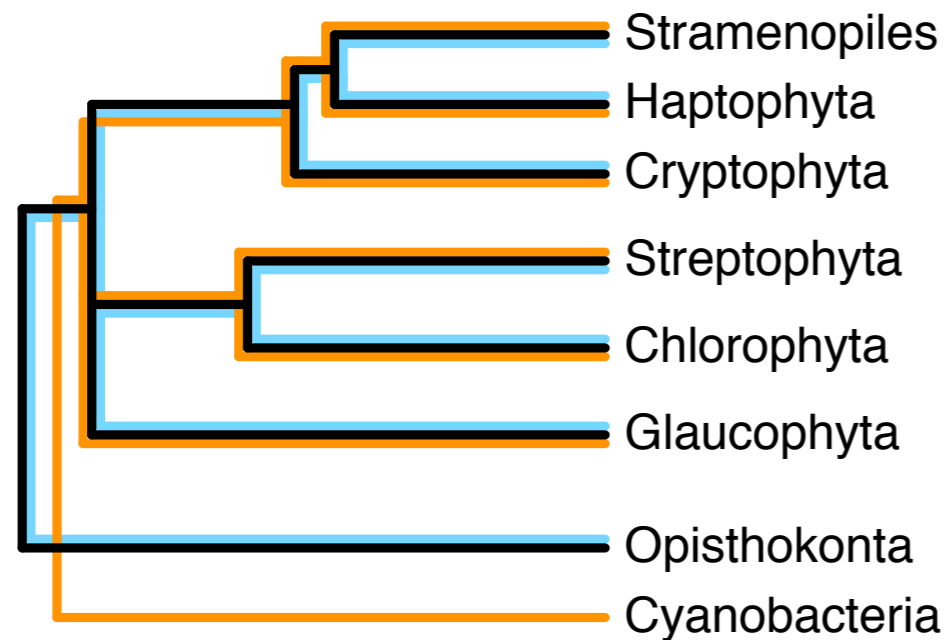 Stramenopiles
Haptophyta
Cryptophyta
Streptophyta
Chlorophyta
Glaucophyta
Opisthokonta
Cyanobacteria